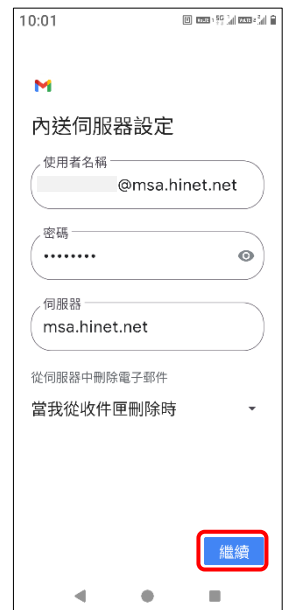 10:01
內送伺服器設定
使用者名稱
@msa.hinet.net
密碼
••••••••
伺服器
msa.hinet.net
從伺服器中刪除電子郵件
當我從收件匣刪除時
繼續